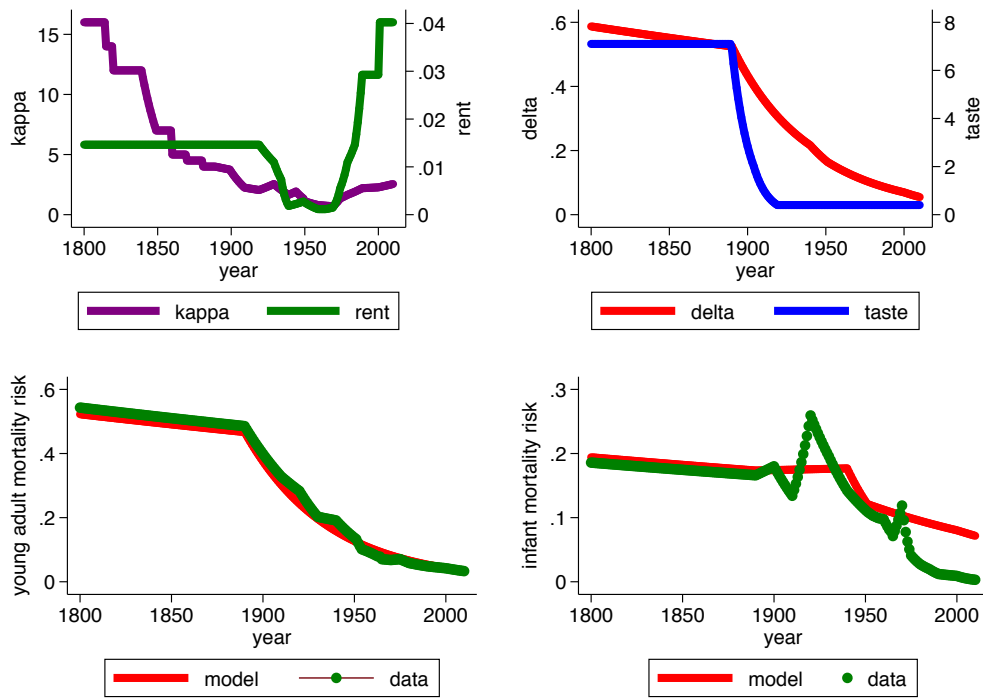 kappa
0 5 10 15
rent
0 .01 .02 .03 .04
1800 1850 1900 1950 2000
year
kappa rent
delta
0 .2 .4 .6
taste
0 2 4 6 8
1800 1850 1900 1950 2000
year
delta taste
young adult mortality risk
0 .2 .4 .6
1800 1850 1900 1950 2000
year
model data
infant mortality risk
0 .1 .2 .3
1800 1850 1900 1950 2000
year
model data